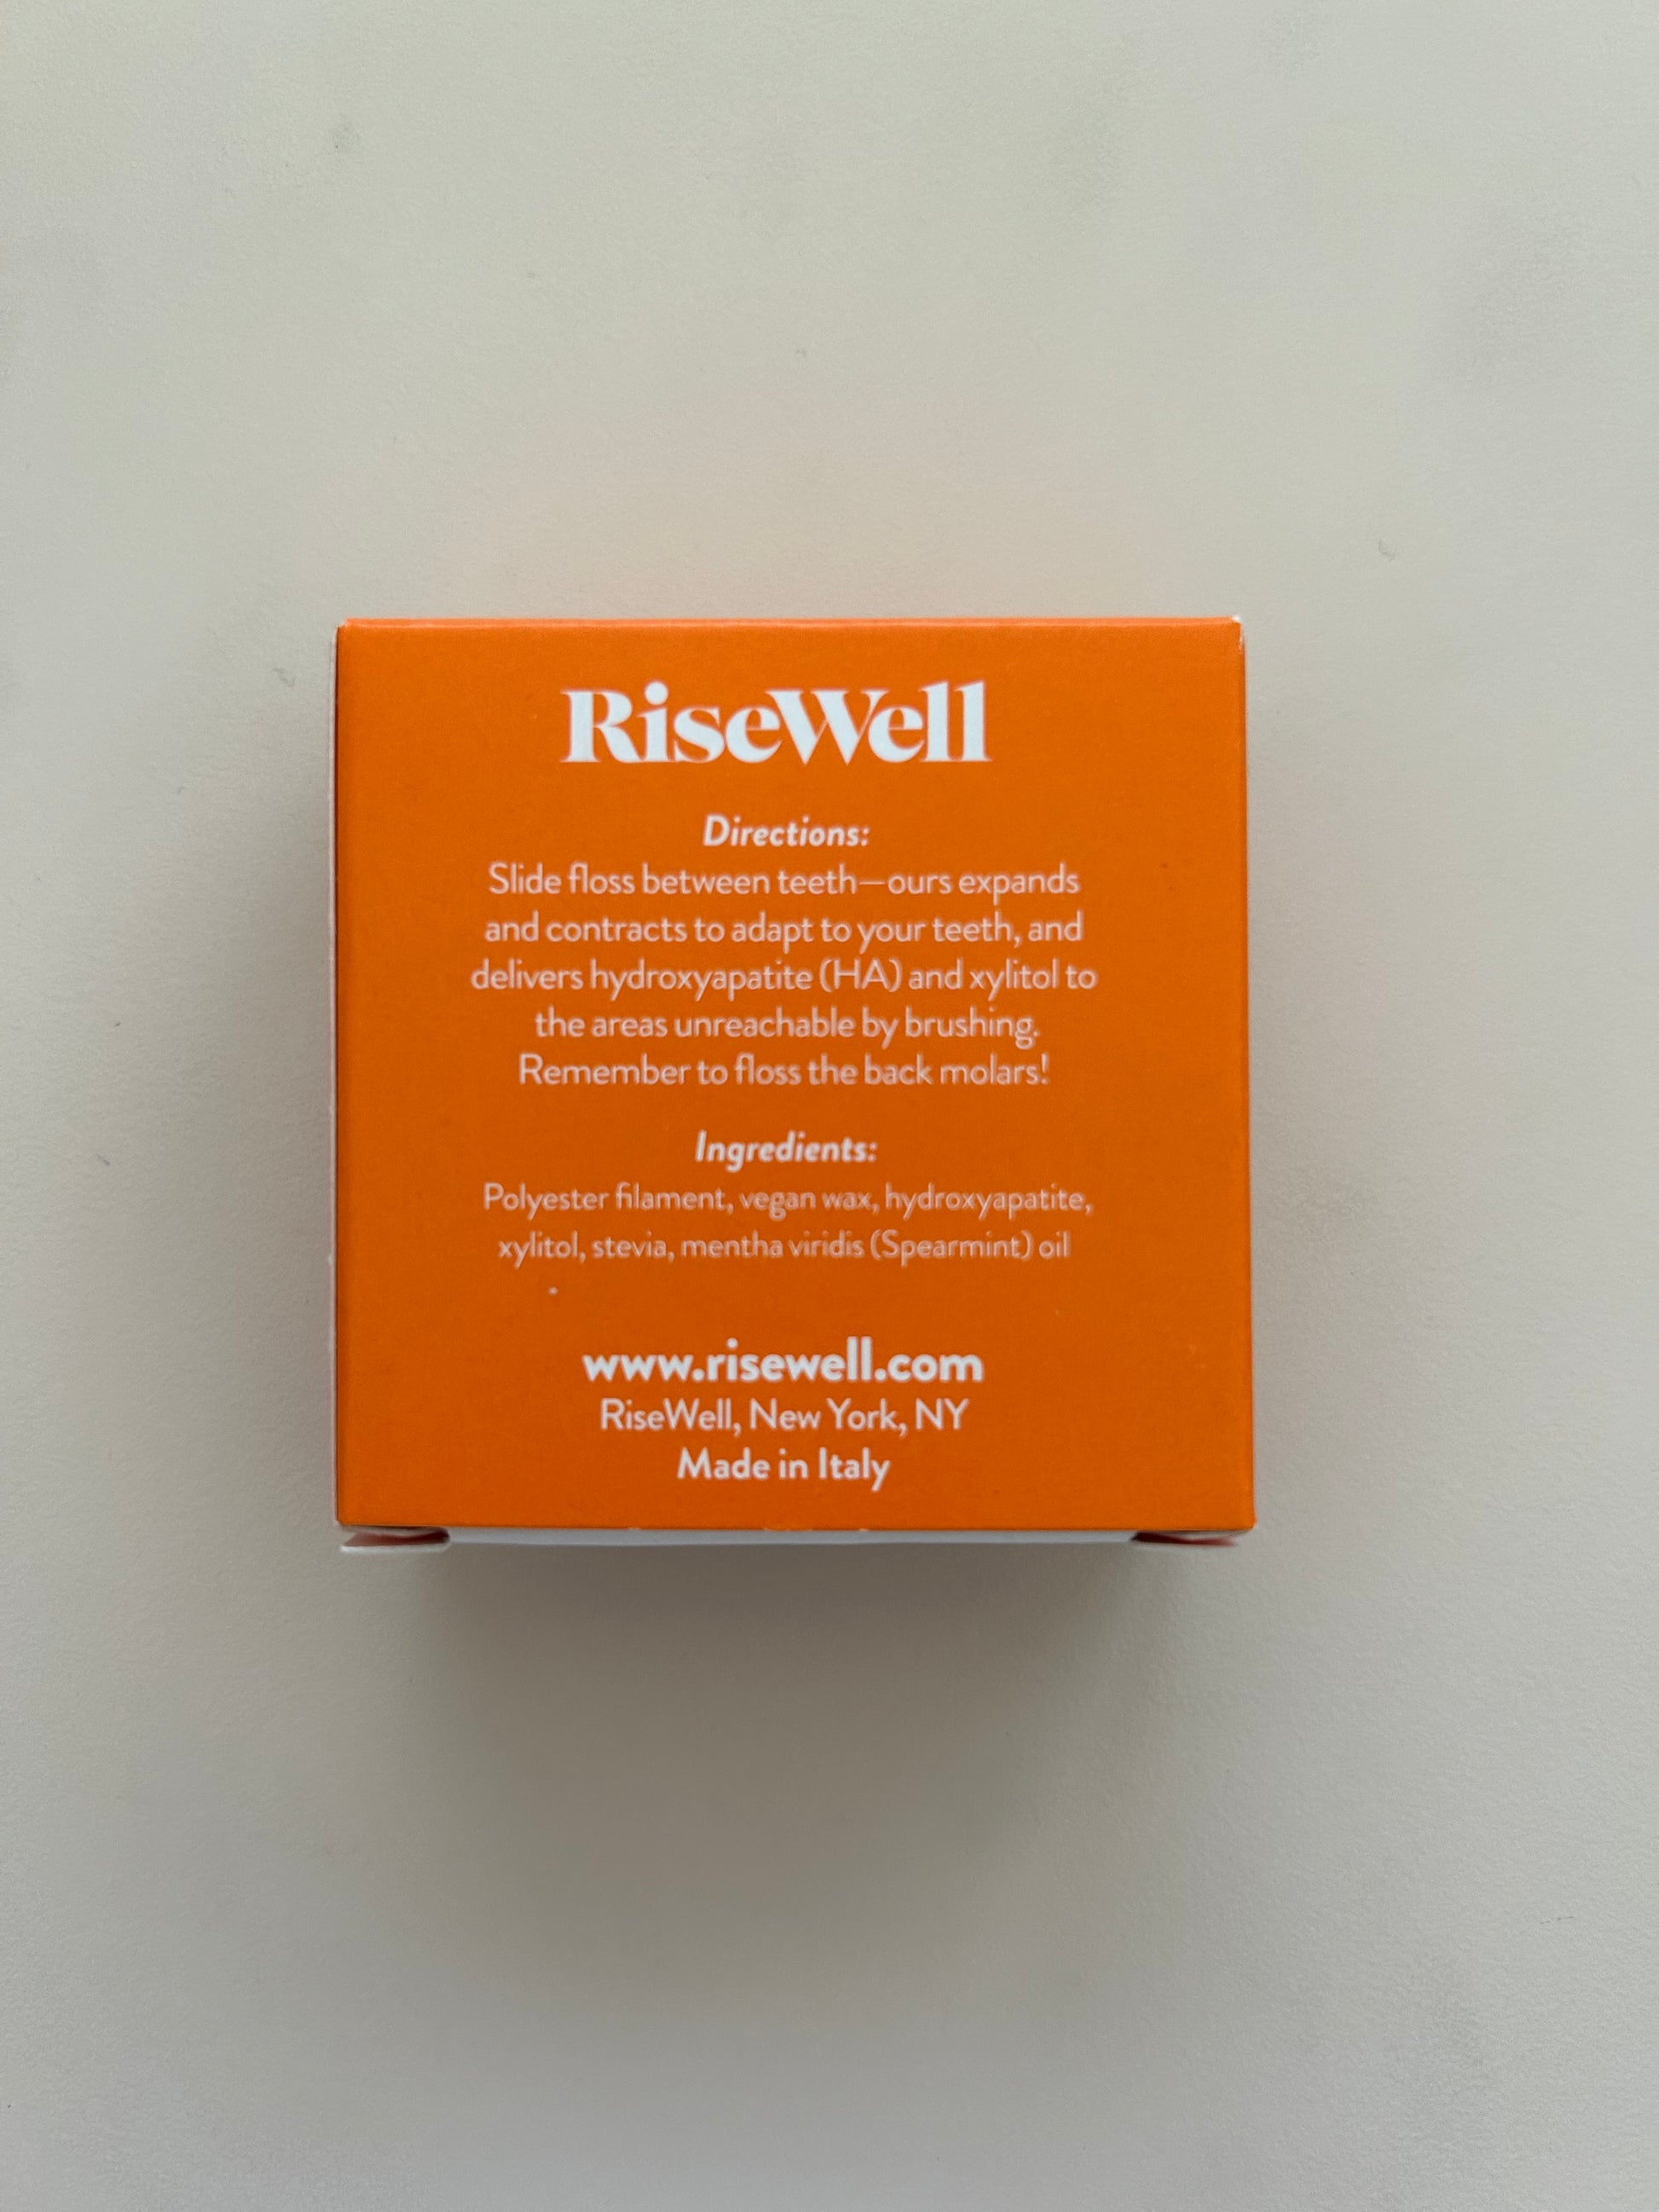 RiseWell
Directions:
Slide floss between teeth—ours expands
and contracts to adapt to your teeth, and
delivers hydroxyapatite (HA) and xylitol to
the areas unreachable by brushing.
Remember to floss the back molars!
Ingredients:
Polyester filament, vegan wax, hydroxyapatite,
xylitol, stevia, mentha viridis (Spearmint) oil
www.risewell.com
RiseWell, New York, NY
Made in Italy